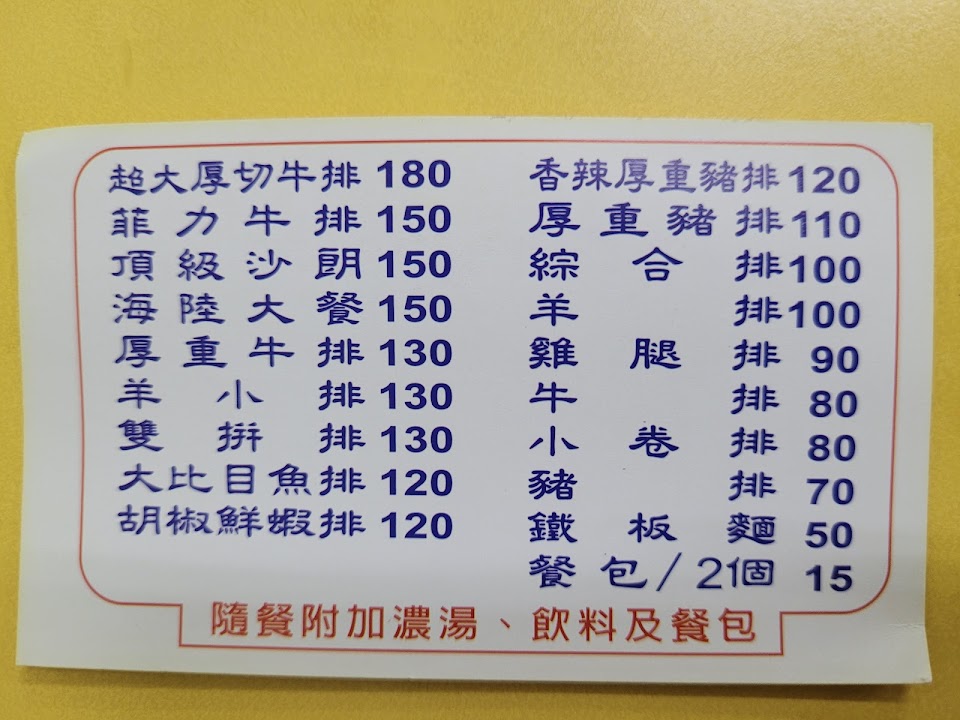 超大厚切牛排 180
菲力牛排 150
頂級沙朗 150
海陸大餐 150
厚重牛排 130
羊小排 130
雙拼排 130
大比目魚排 120
胡椒鮮蝦排 120
香辣厚重豬排 120
厚重豬排 110
綜合排 100
羊排 100
雞腿排 90
牛排 80
小卷排 80
豬排 70
鐵板麵 50
餐包/2個 15
隨餐附加濃湯、飲料及餐包